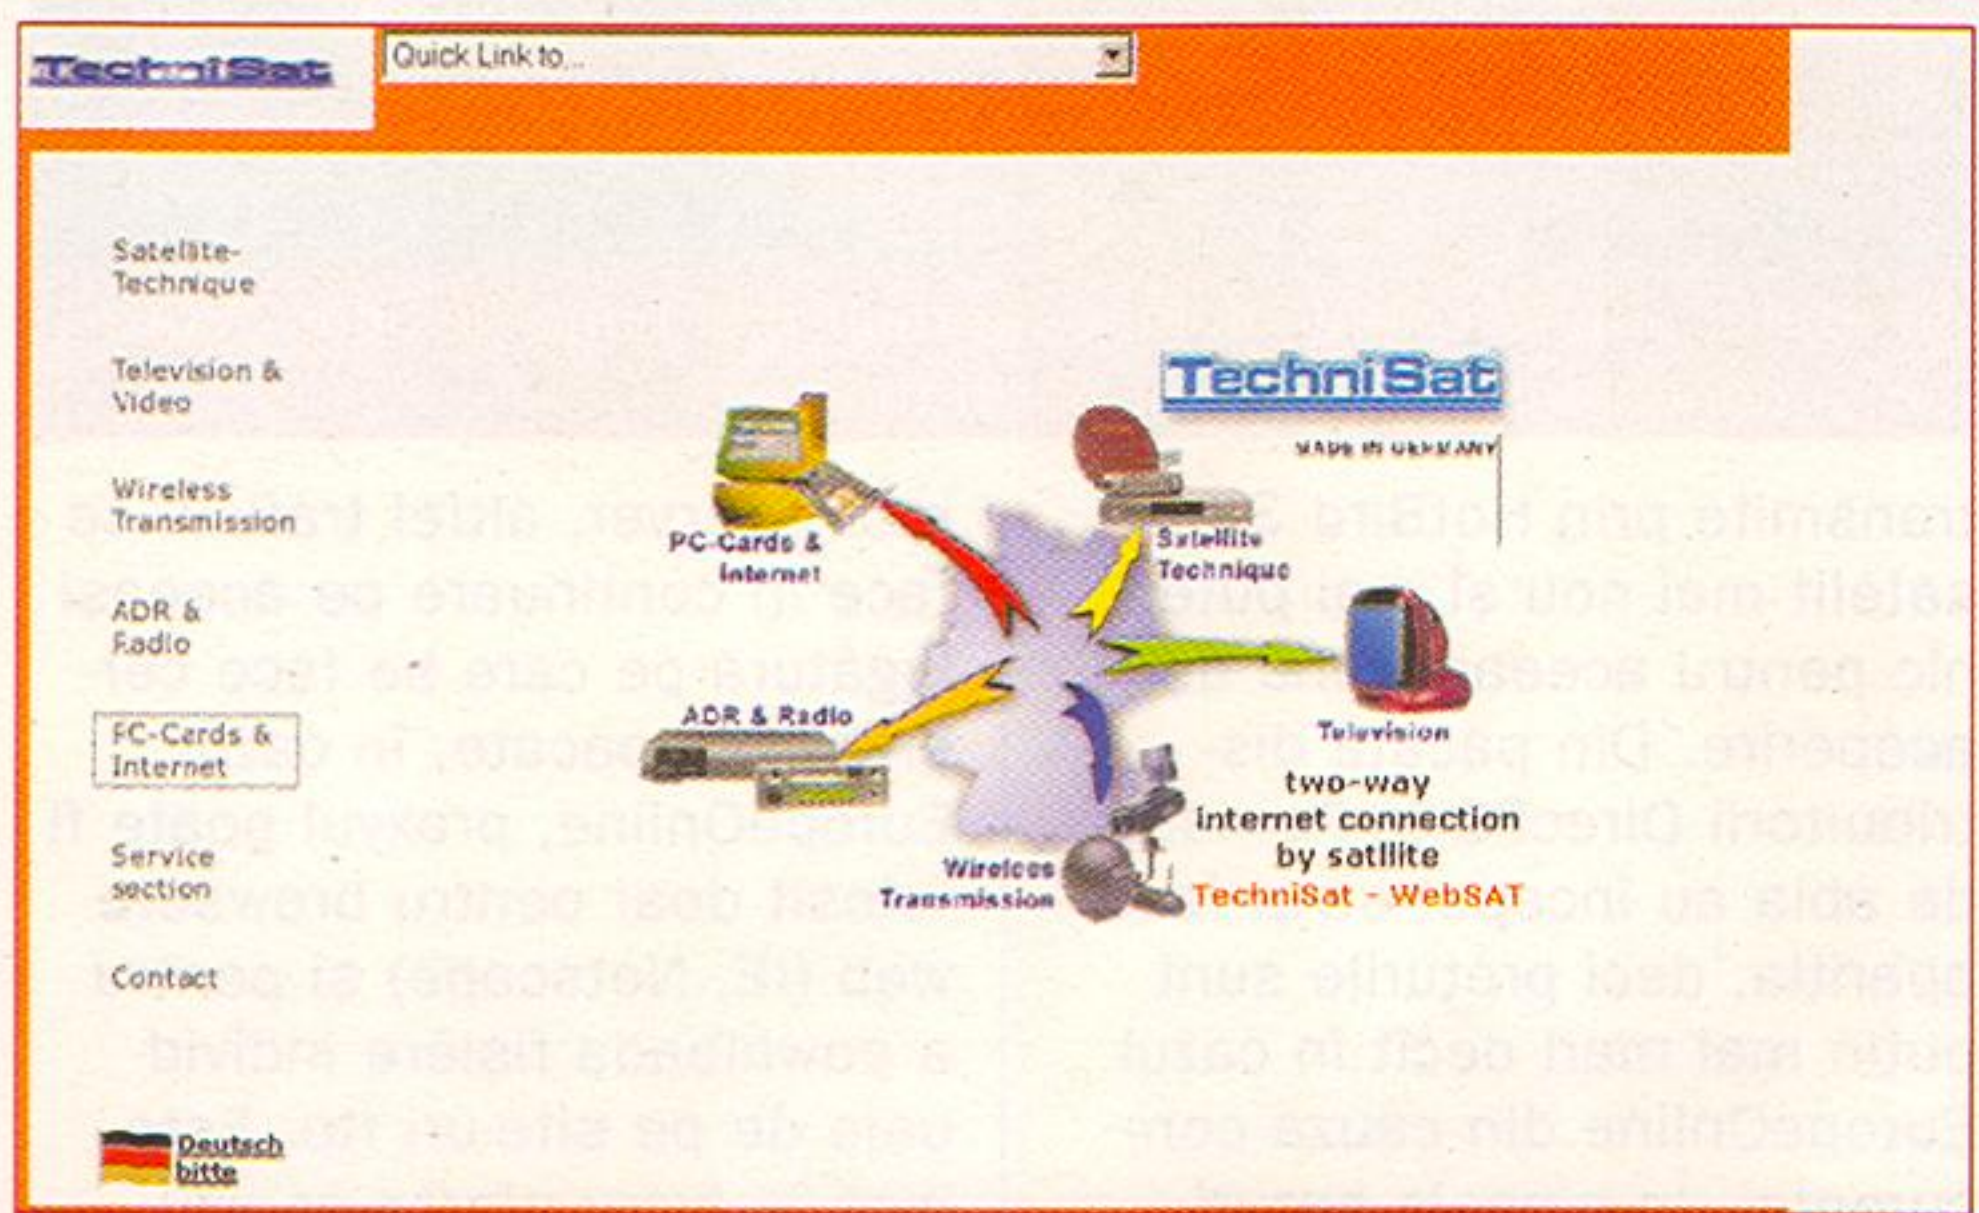 TechniSat
Quick Link to...
Satellite-
Technique
Television &
Video
Wireless
Transmission
ADR &
Radio
PC-Cards &
Internet
Service
section
Contact
Deutsch
bitte
TechniSat
MADE IN GERMANY
PC-Cards &
Internet
Satellite
Technique
ADR & Radio
Television
Wireless
Transmission
two-way
internet connection
by satllite
TechniSat - WebSAT